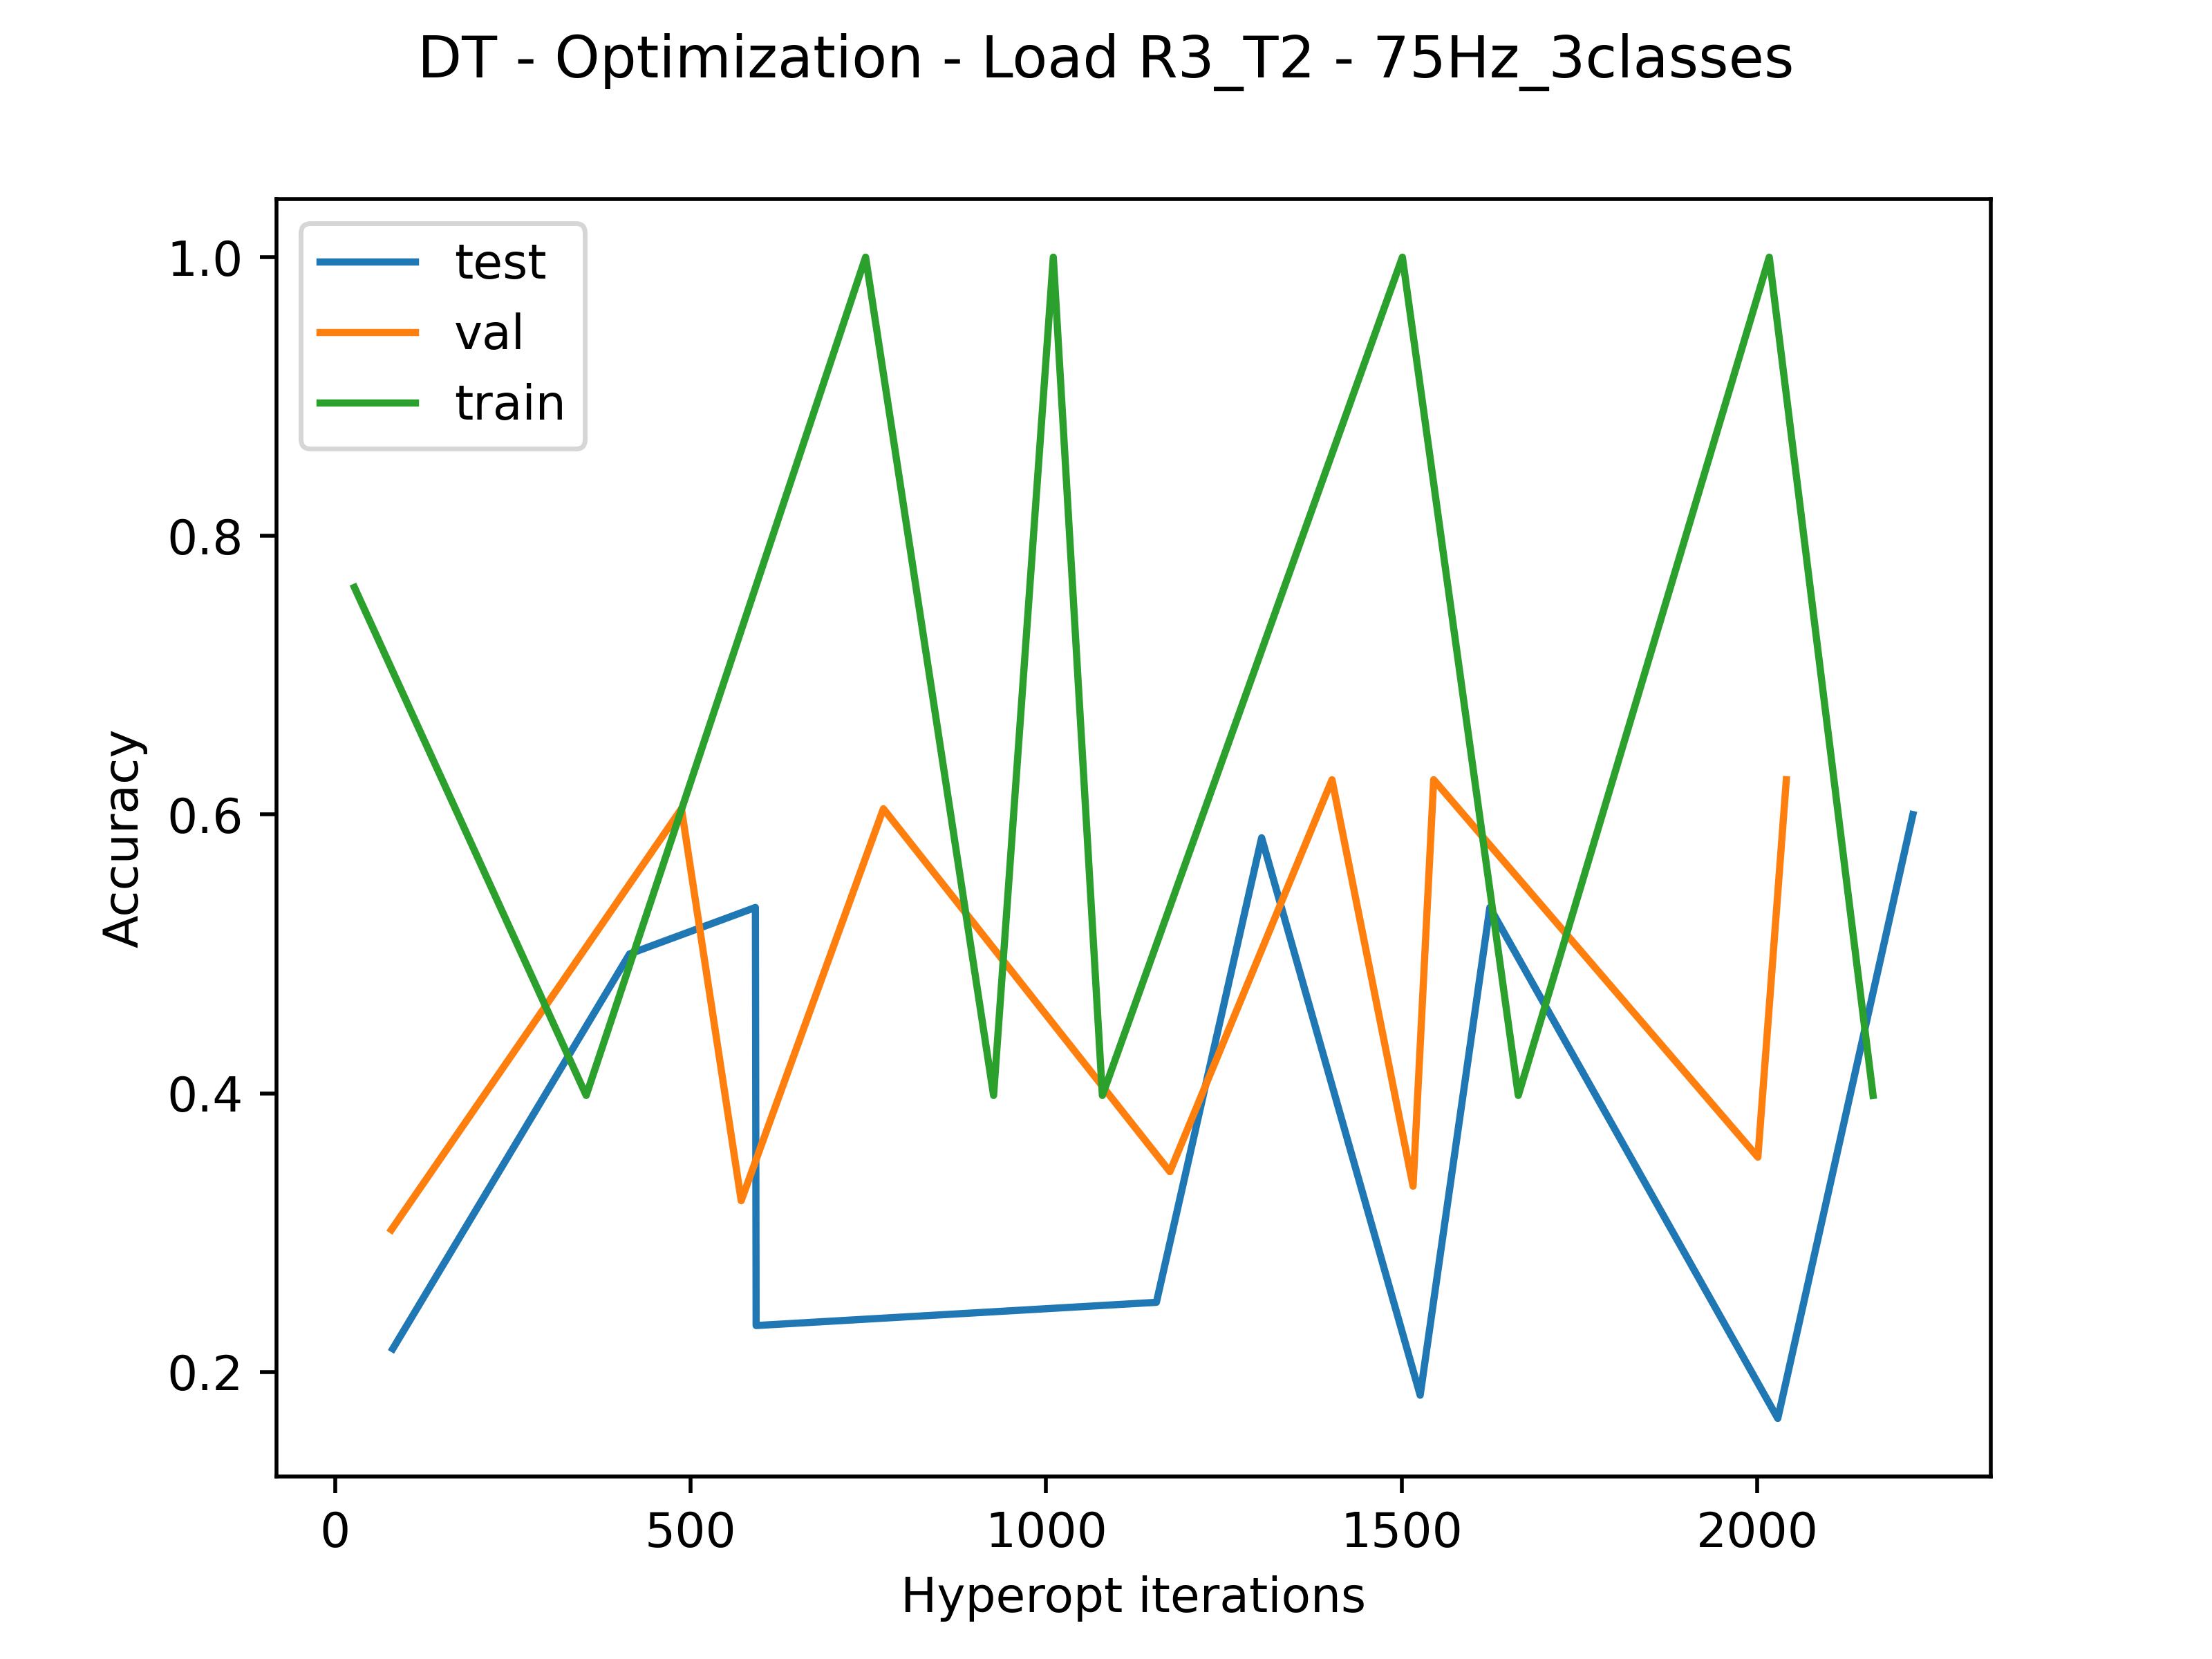 DT - Optimization - Load R3_T2 - 75Hz_3classes
test
val
train
1.0
0.8
0.6
0.4
0.2
Accuracy
0 500 1000 1500 2000
Hyperopt iterations